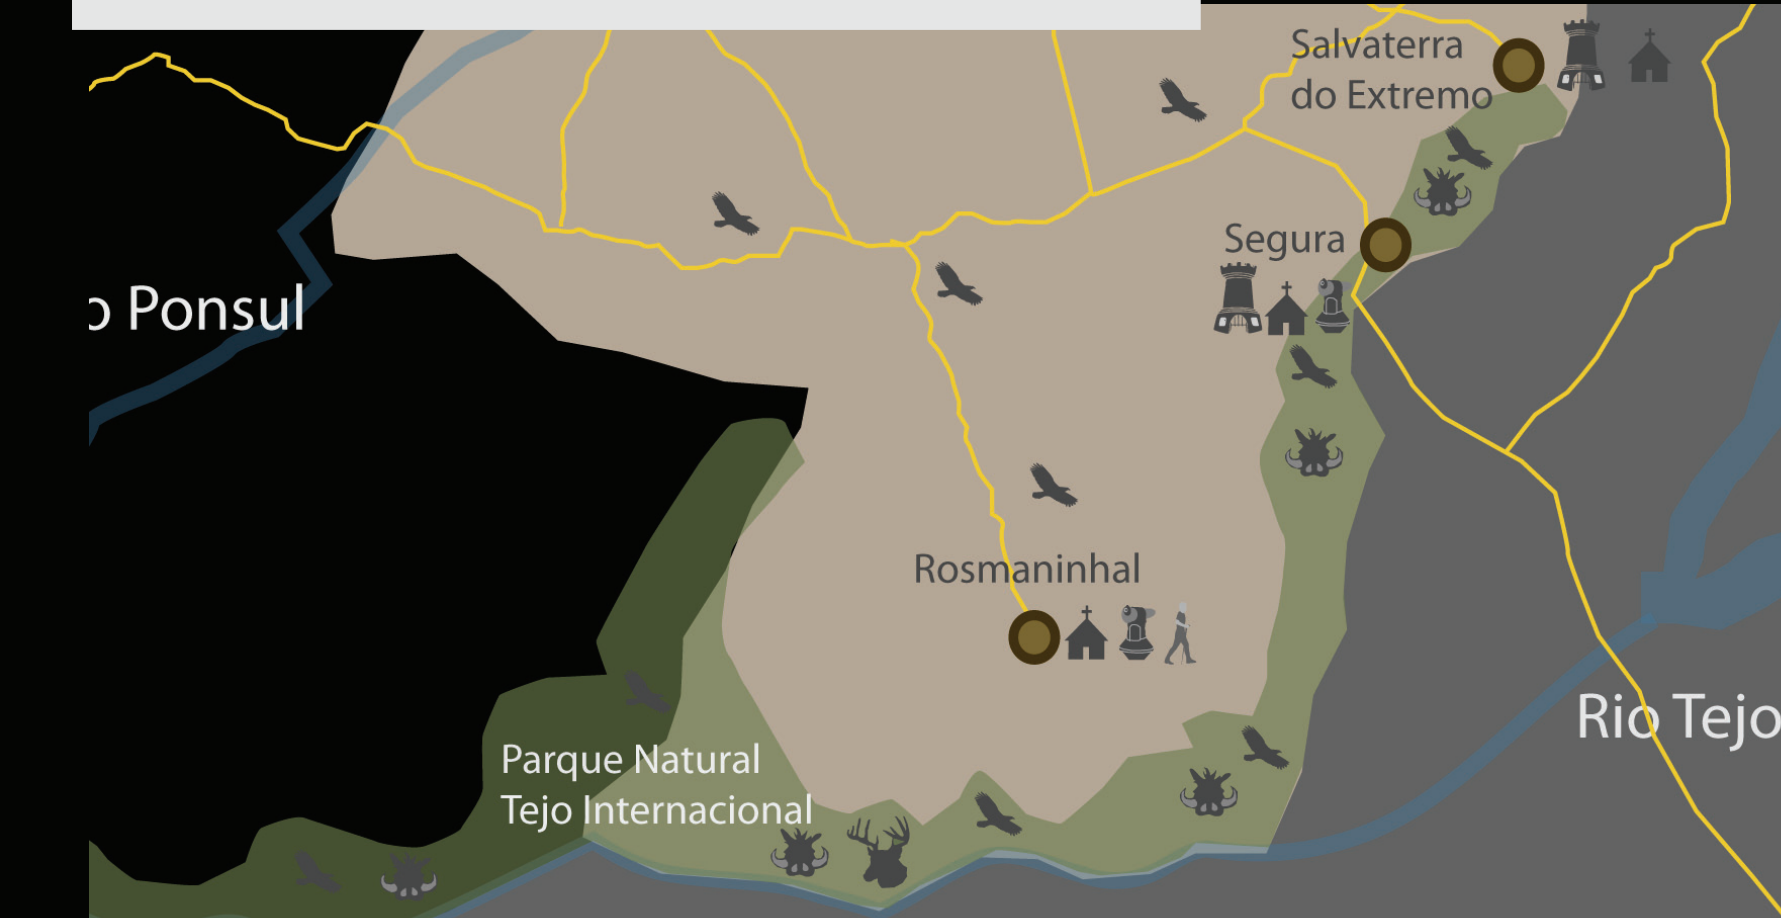 Salvaterra
do Extremo
Segura
o Ponsul
Rosmaninhal
Rio Tejo
Parque Natural
Tejo Internacional